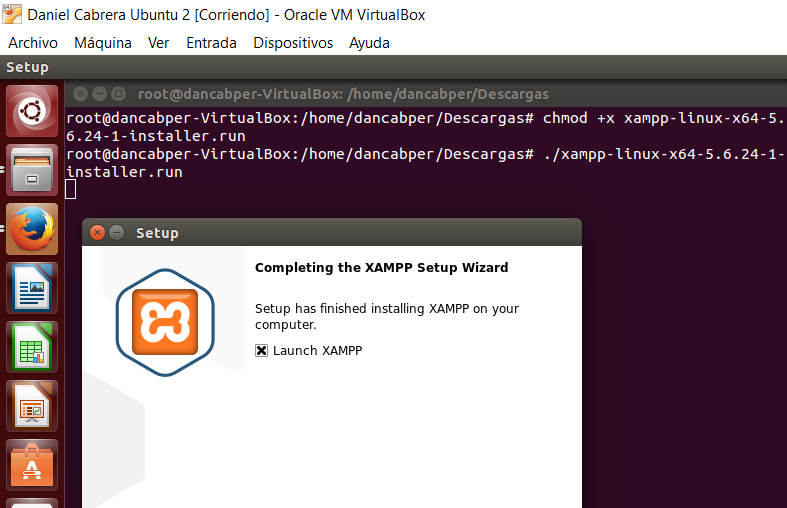 Daniel Cabrera Ubuntu 2 [Corriendo] - Oracle VM VirtualBox
Archivo Máquina Ver Entrada Dispositivos Ayuda
Setup
root@dancabper-VirtualBox: /home/dancabper/Descargas
root@dancabper-VirtualBox:/home/dancabper/Descargas# chmod +x xampp-linux-x64-5.
6.24-1-installer.run
root@dancabper-VirtualBox:/home/dancabper/Descargas# ./xampp-linux-x64-5.6.24-1-
installer.run
Setup
Completing the XAMPP Setup Wizard
Setup has finished installing XAMPP on your
computer.
Launch XAMPP